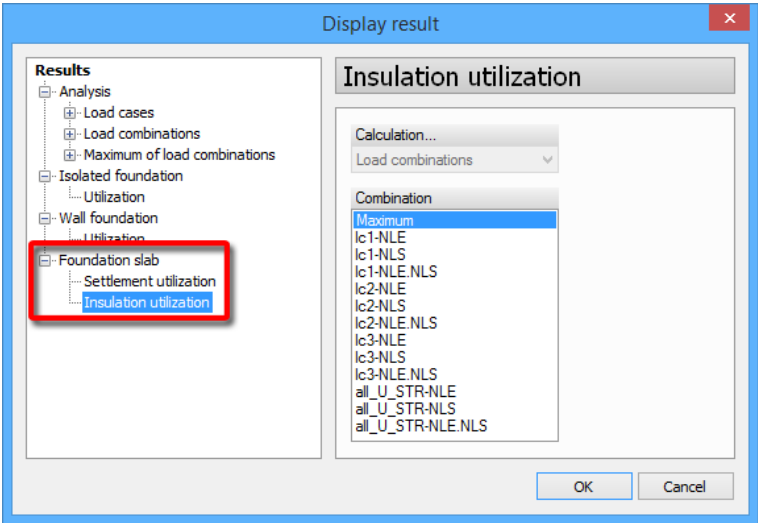 Display result
Results
Analysis
Load cases
Load combinations
Maximum of load combinations
Isolated foundation
Utilization
Wall foundation
Utilization
Foundation slab
Settlement utilization
Insulation utilization
Insulation utilization
Calculation...
Load combinations
Combination
Maximum
lc1-NLE
lc1-NLS
lc1-NLE.NLS
lc2-NLE
lc2-NLS
lc2-NLE.NLS
lc3-NLE
lc3-NLS
lc3-NLE.NLS
all_U_STR-NLE
all_U_STR-NLS
all_U_STR-NLE.NLS
OK
Cancel